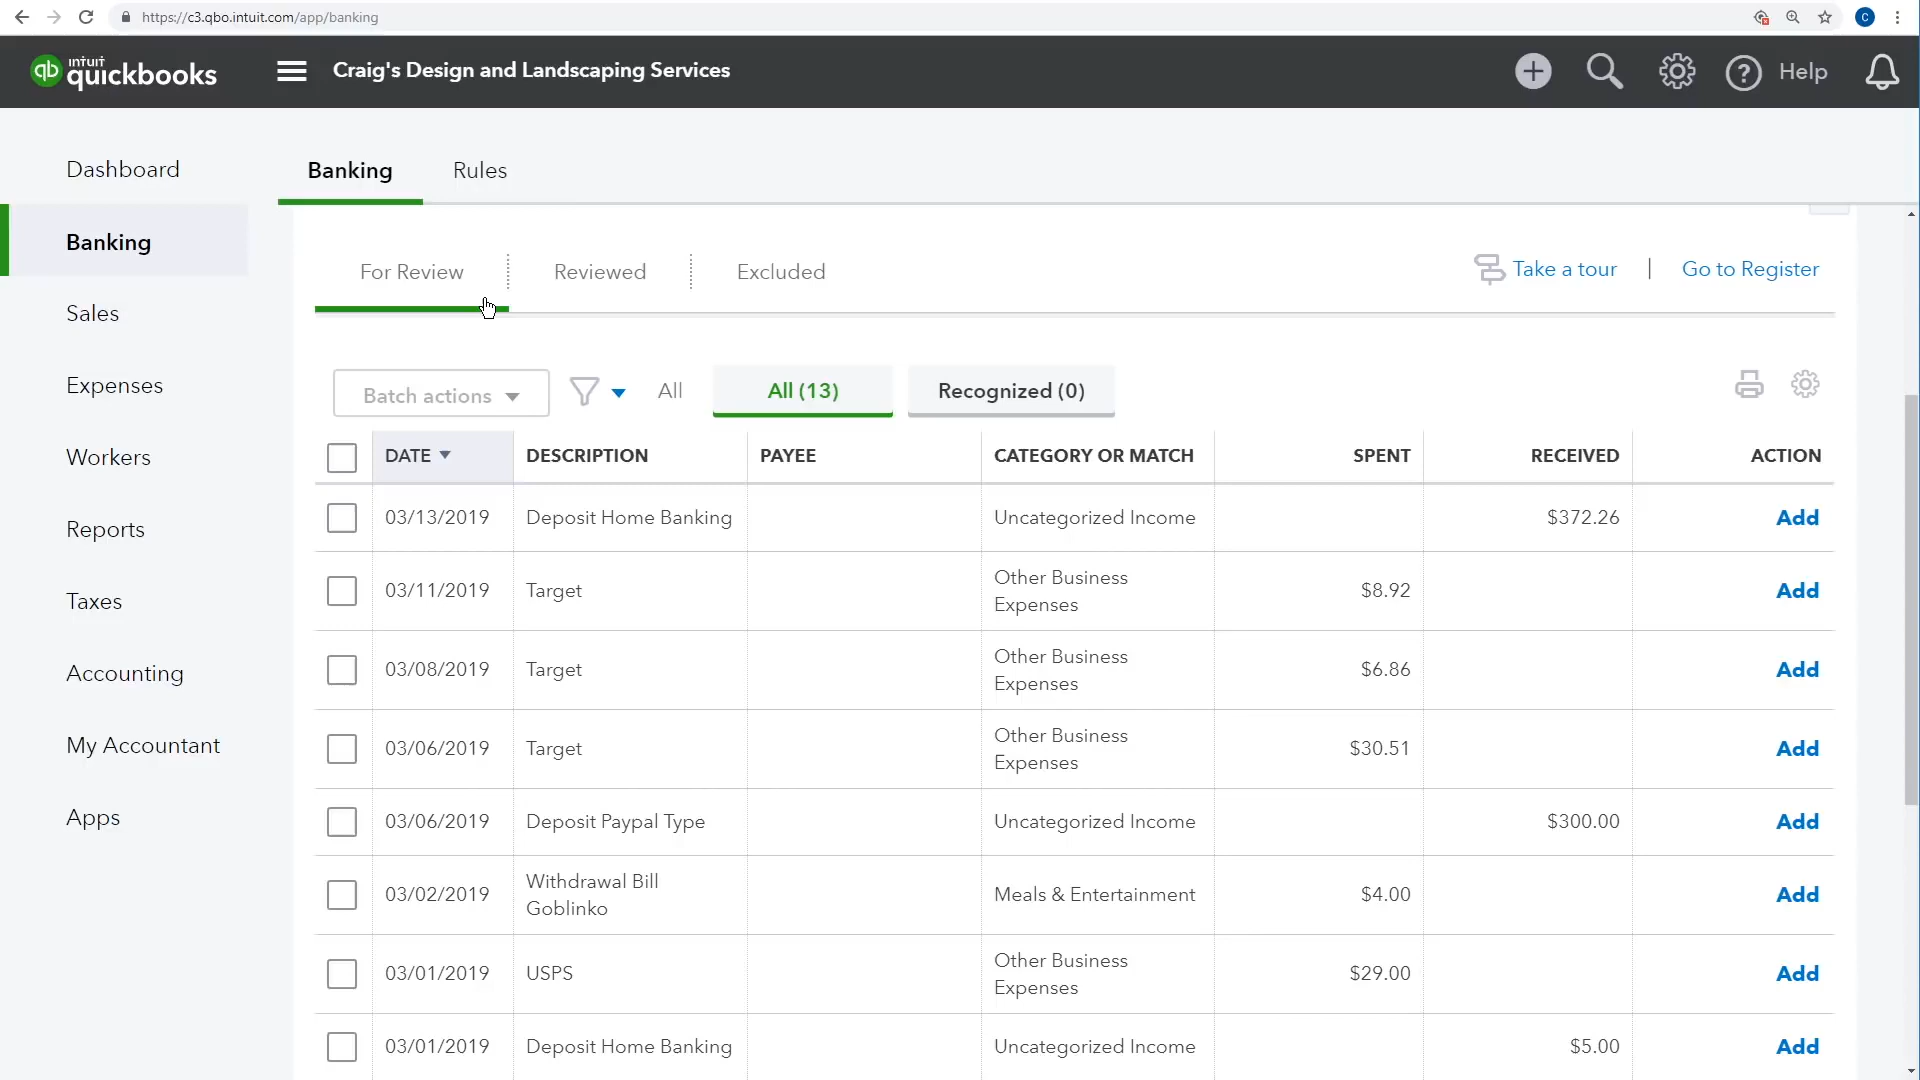 https://c3.qbo.intuit.com/app/banking
C
qb intuit quickbooks
Craig's Design and Landscaping Services
? Help
Dashboard
Banking
Sales
Expenses
Workers
Reports
Taxes
Accounting
My Accountant
Apps
Banking Rules
For Review Reviewed Excluded Take a tour | Go to Register
Batch actions All All (13) Recognized (0)
DATE DESCRIPTION PAYEE CATEGORY OR MATCH SPENT RECEIVED ACTION
03/13/2019 Deposit Home Banking Uncategorized Income $372.26 Add
03/11/2019 Target Other Business Expenses $8.92 Add
03/08/2019 Target Other Business Expenses $6.86 Add
03/06/2019 Target Other Business Expenses $30.51 Add
03/06/2019 Deposit Paypal Type Uncategorized Income $300.00 Add
03/02/2019 Withdrawal Bill Goblinko Meals & Entertainment $4.00 Add
03/01/2019 USPS Other Business Expenses $29.00 Add
03/01/2019 Deposit Home Banking Uncategorized Income $5.00 Add